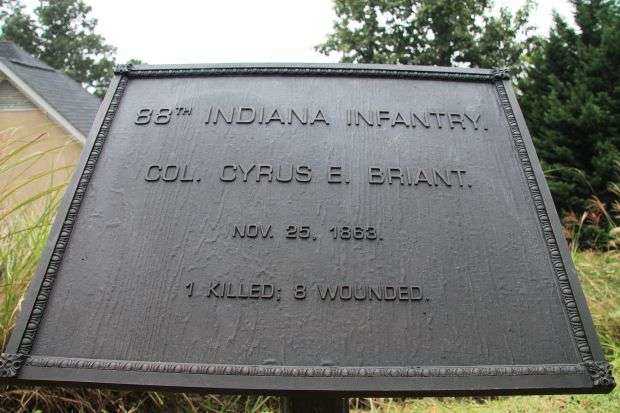 88TH INDIANA INFANTRY.
COL. CYRUS E. BRIANT.
NOV. 25, 1863.
1 KILLED; 8 WOUNDED.